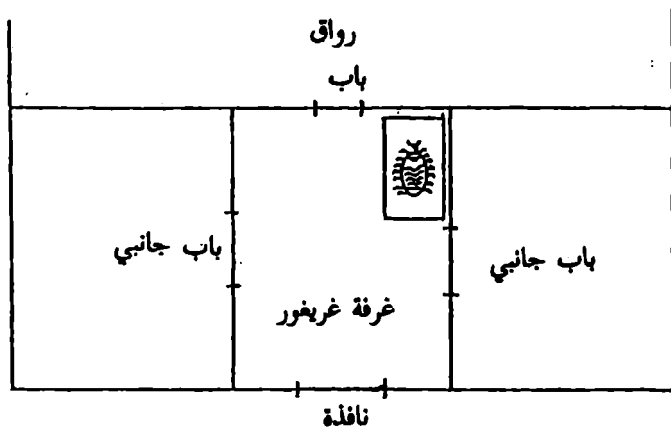 رواق
باب
باب جانبي
باب جانبي
غرفة غريغور
نافذة